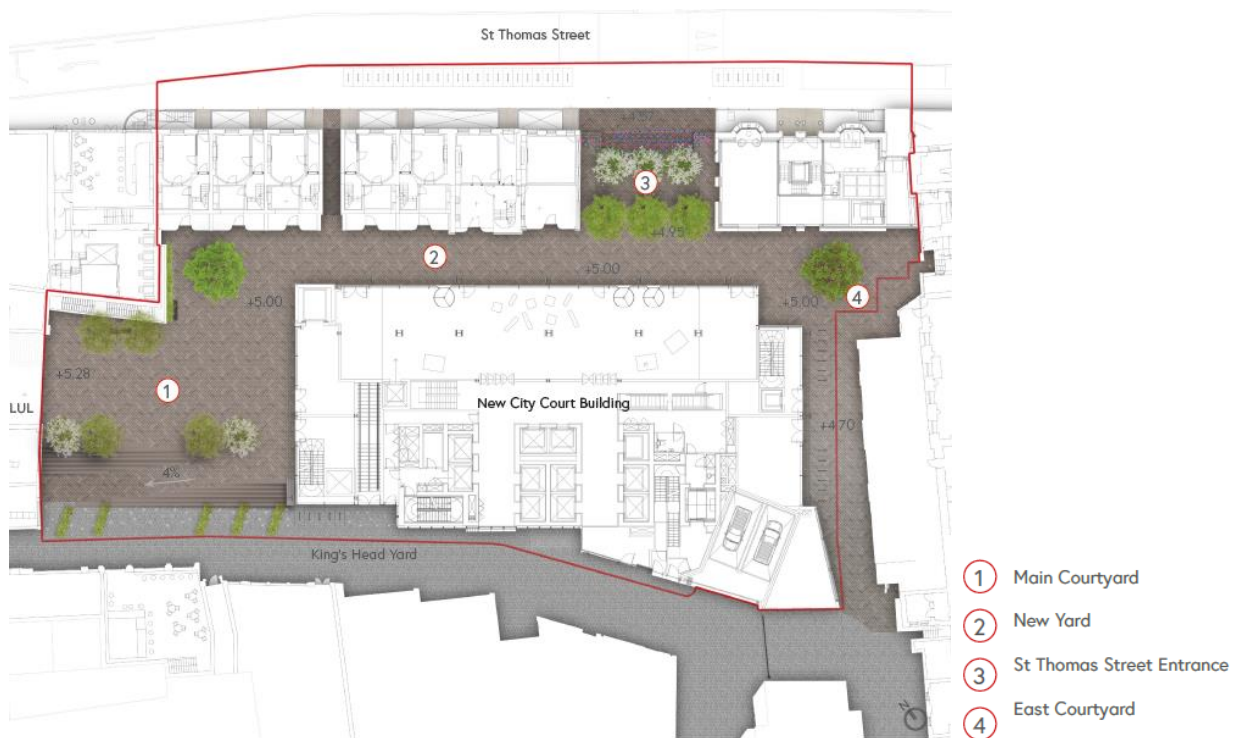 St Thomas Street
+4.87
3
+4.95
2
+5.00
+5.00
+5.00
4
+5.28
1
LUL
New City Court Building
+4.70
4%
King's Head Yard
N
1 Main Courtyard
2 New Yard
3 St Thomas Street Entrance
4 East Courtyard